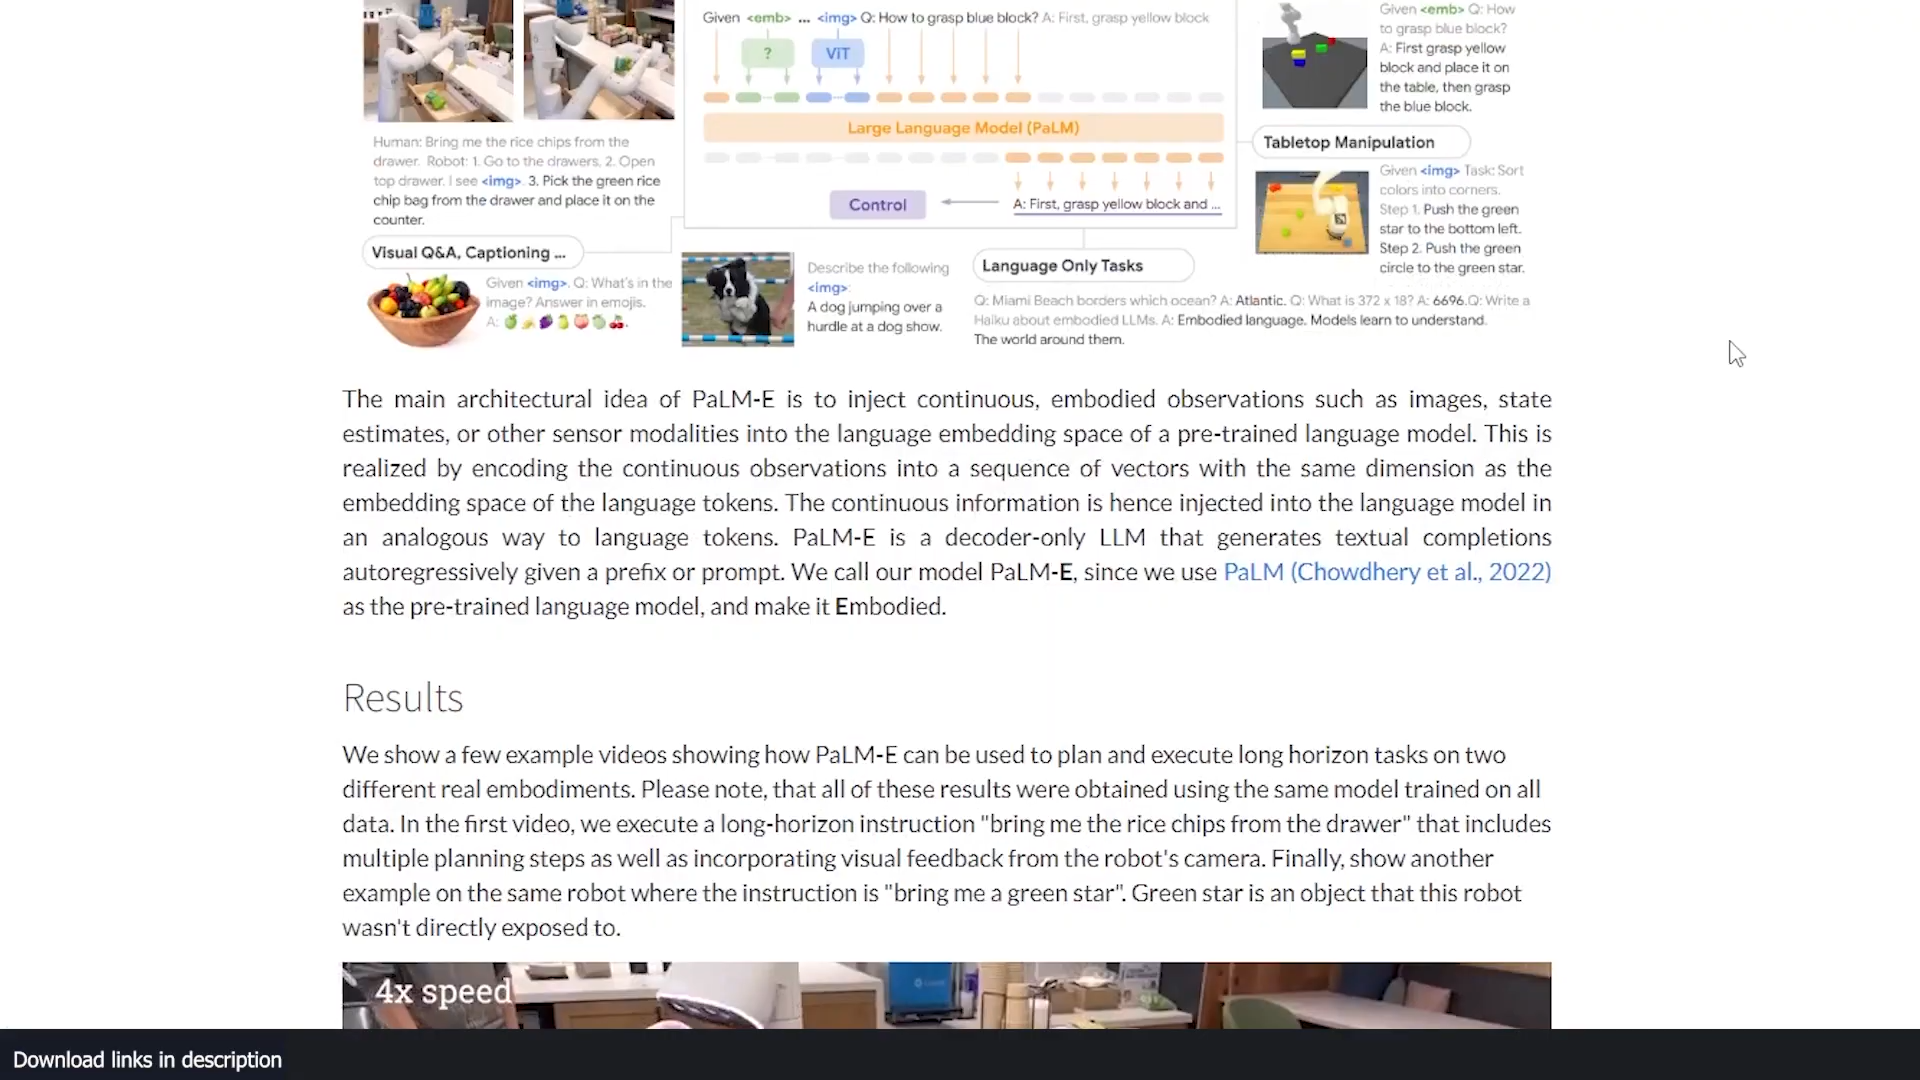 Given <emb> ... <img> Q: How to grasp blue block? A: First, grasp yellow block
?
ViT
Large Language Model (PaLM)
Control
A: First, grasp yellow block and ...
Given <emb> Q: How
to grasp blue block?
A: First grasp yellow
block and place it on
the table, then grasp
the blue block.
Human: Bring me the rice chips from the
drawer. Robot: 1. Go to the drawers, 2. Open
top drawer. I see <img>. 3. Pick the green rice
chip bag from the drawer and place it on the
counter.
Tabletop Manipulation
Given <img> Task: Sort
colors into corners.
Step 1. Push the green
star to the bottom left.
Step 2. Push the green
circle to the green star.
Visual Q&A, Captioning ...
Given <img>. Q: What's in the
image? Answer in emojis.
A: 🍏🍌🍇🍐🍑🍈🍒.
Describe the following
<img>:
A dog jumping over a
hurdle at a dog show.
Language Only Tasks
Q: Miami Beach borders which ocean? A: Atlantic. Q: What is 372 x 18? A: 6696.Q: Write a
Haiku about embodied LLMs. A: Embodied language. Models learn to understand.
The world around them.
The main architectural idea of PaLM-E is to inject continuous, embodied observations such as images, state
estimates, or other sensor modalities into the language embedding space of a pre-trained language model. This is
realized by encoding the continuous observations into a sequence of vectors with the same dimension as the
embedding space of the language tokens. The continuous information is hence injected into the language model in
an analogous way to language tokens. PaLM-E is a decoder-only LLM that generates textual completions
autoregressively given a prefix or prompt. We call our model PaLM-E, since we use PaLM (Chowdhery et al., 2022)
as the pre-trained language model, and make it Embodied.
Results
We show a few example videos showing how PaLM-E can be used to plan and execute long horizon tasks on two
different real embodiments. Please note, that all of these results were obtained using the same model trained on all
data. In the first video, we execute a long-horizon instruction "bring me the rice chips from the drawer" that includes
multiple planning steps as well as incorporating visual feedback from the robot's camera. Finally, show another
example on the same robot where the instruction is "bring me a green star". Green star is an object that this robot
wasn't directly exposed to.
4x speed
Download links in description